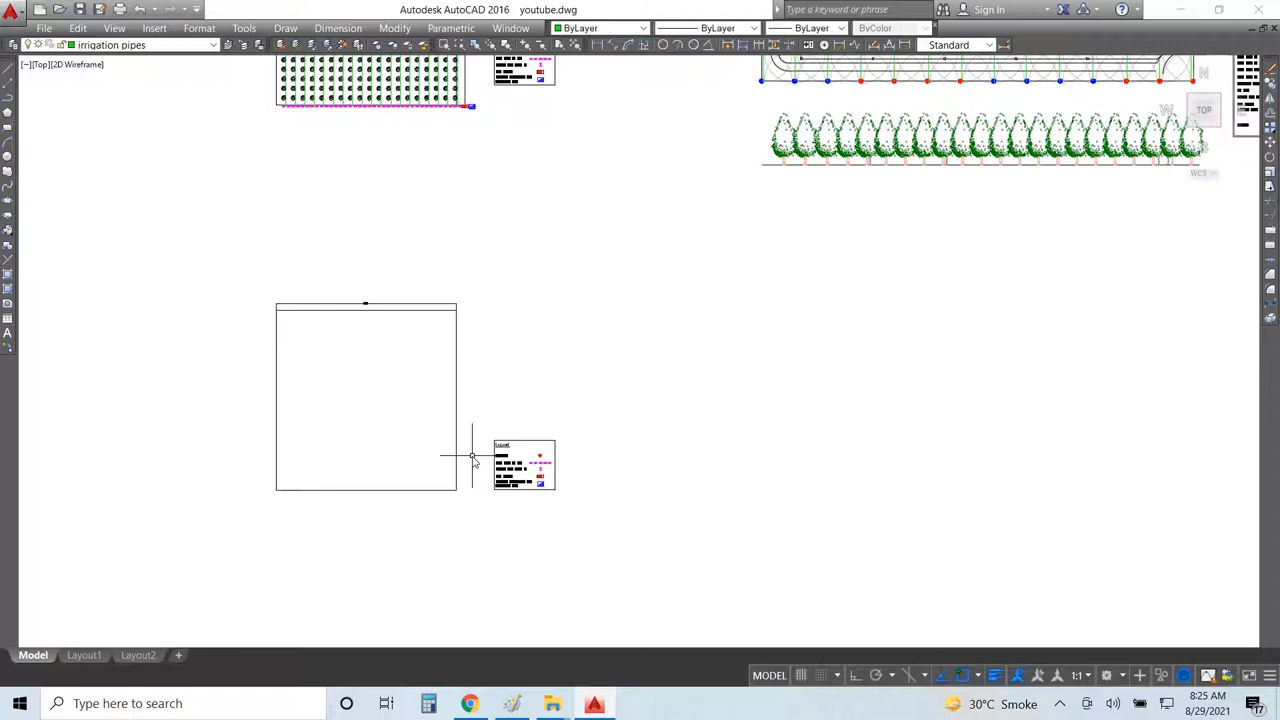 Autodesk AutoCAD 2016 youtube.dwg
Type a keyword or phrase
Sign In
File Edit View Insert Format Tools Draw Dimension Modify Parametric Window
ByLayer
ByLayer
ByLayer
ByColor
irrigation pipes
Standard
[−][Top][2D Wireframe]
N
W
TOP
S
WCS
Legend
Model Layout1 Layout2 +
MODEL
1:1
Type here to search
30°C Smoke
8:25 AM
8/29/2021
17